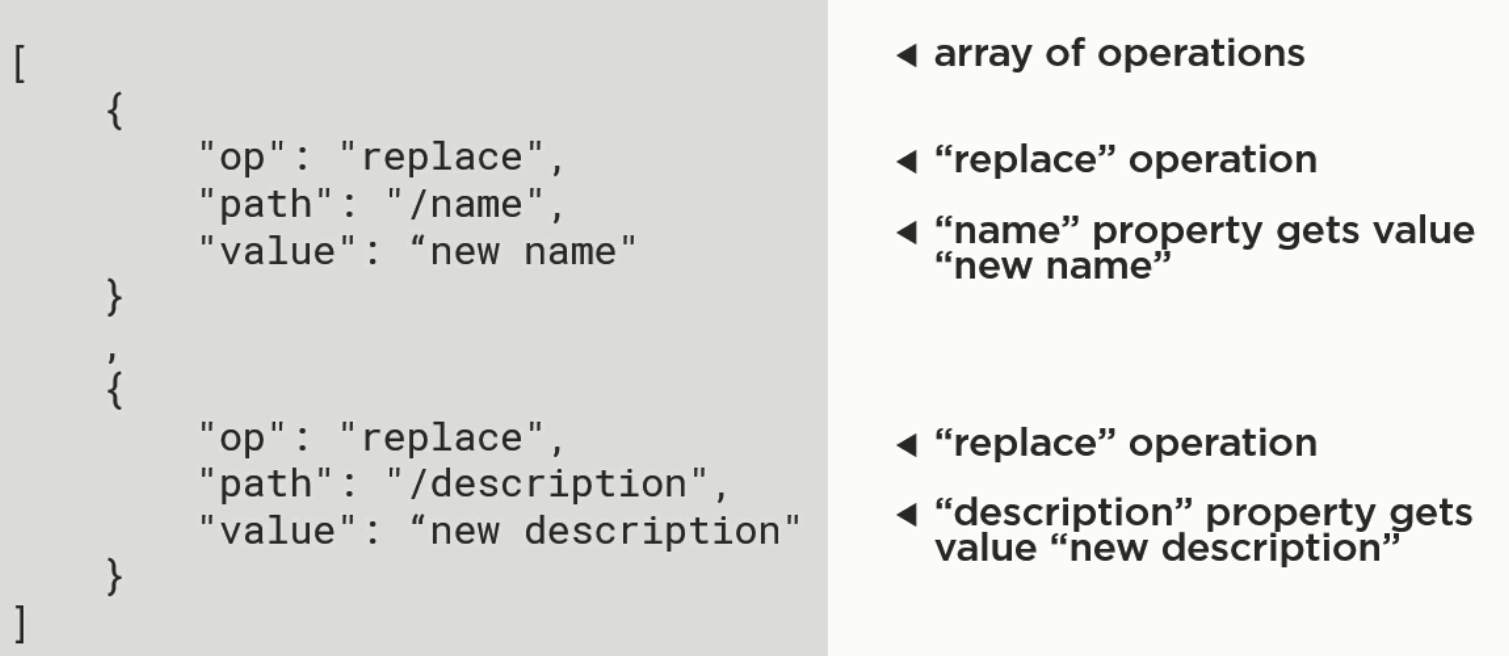 [
{
"op": "replace",
"path": "/name",
"value": “new name"
}
,
{
"op": "replace",
"path": "/description",
"value": “new description"
}
]
◄ array of operations
◄ “replace” operation
◄ “name” property gets value
“new name”
◄ “replace” operation
◄ “description” property gets
value “new description”